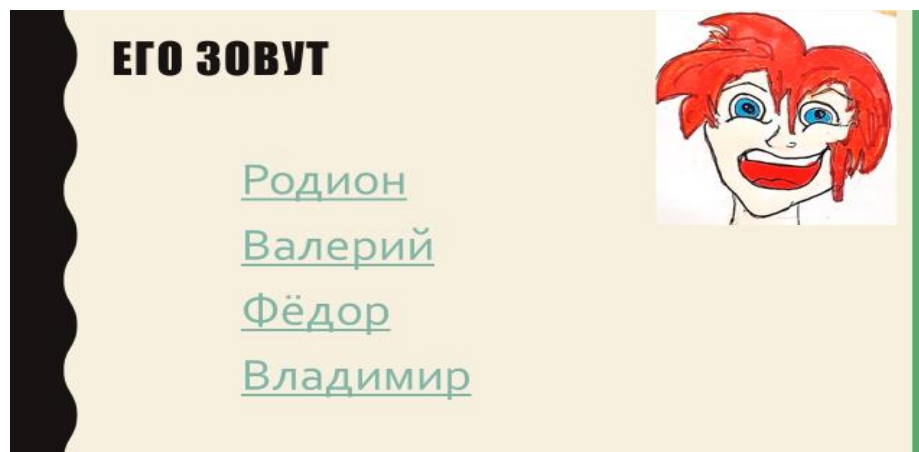 ЕГО ЗОВУТ
Родион
Валерий
Фёдор
Владимир